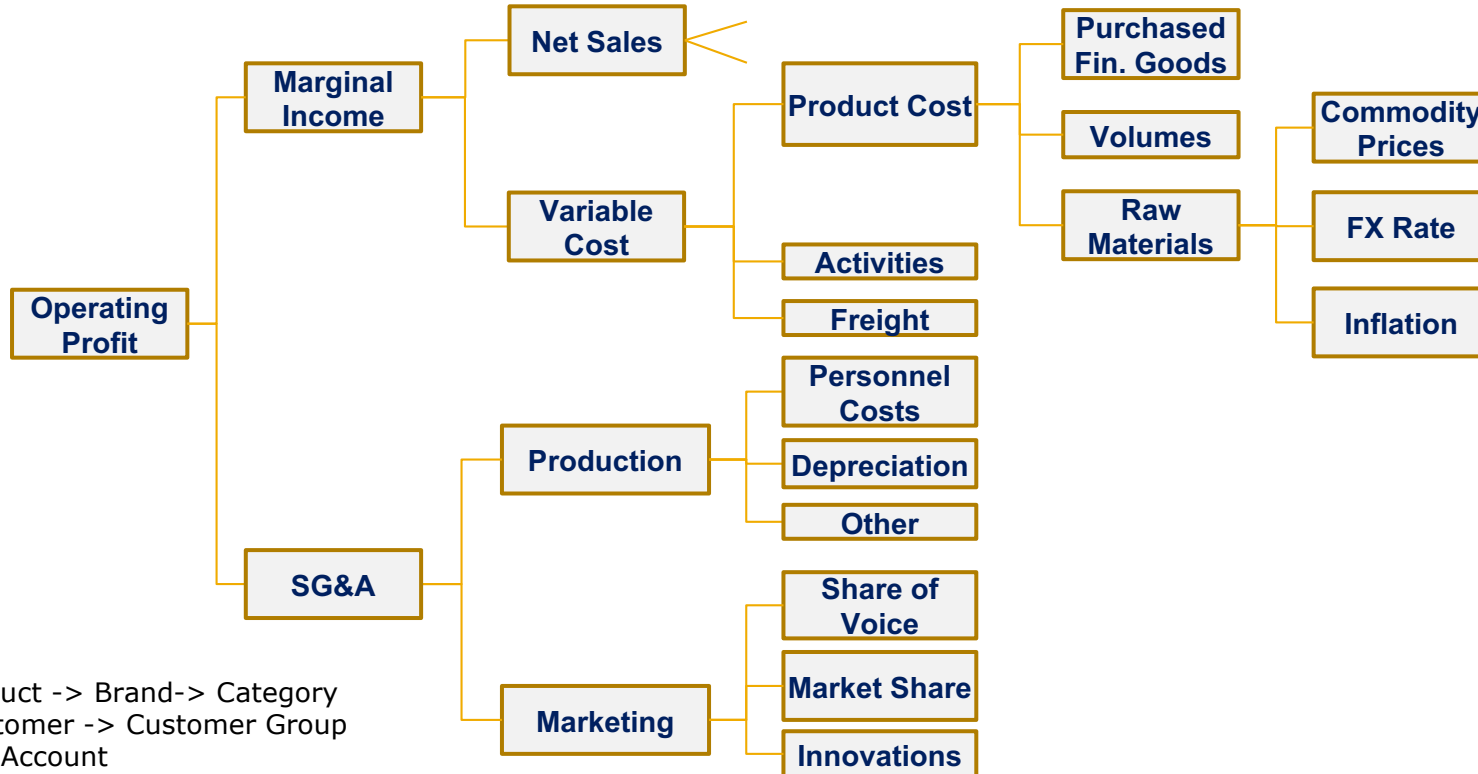 Net Sales
Purchased
Fin. Goods
Marginal
Income
Product Cost
Commodity
Prices
Volumes
Variable
Cost
Raw
Materials
FX Rate
Activities
Freight
Operating
Profit
Inflation
Personnel
Costs
Production
Depreciation
Other
SG&A
Share of
Voice
Market Share
Marketing
Innovations
-> Brand-> Category
-> Customer Group
Account